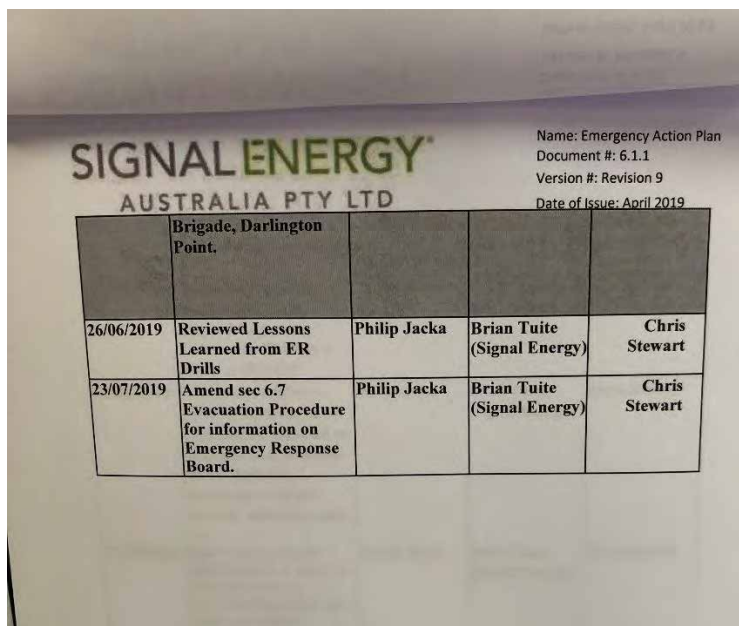 SIGNAL ENERGY
AUSTRALIA PTY LTD
Name: Emergency Action Plan
Document #: 6.1.1
Version #: Revision 9
Date of Issue: April 2019
Brigade, Darlington
Point.
26/06/2019 Reviewed Lessons Philip Jacka Brian Tuite Chris
Learned from ER (Signal Energy) Stewart
Drills
23/07/2019 Amend sec 6.7 Philip Jacka Brian Tuite Chris
Evacuation Procedure (Signal Energy) Stewart
for information on
Emergency Response
Board.